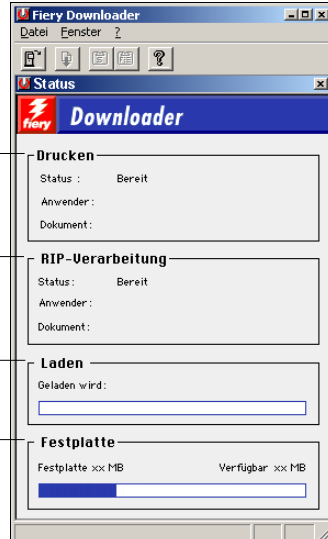 Fiery Downloader
Datei Fenster ?
Status
fiery Downloader
Drucken
Status : Bereit
Anwender:
Dokument:
RIP-Verarbeitung
Status: Bereit
Anwender:
Dokument:
Laden
Geladen wird:
Festplatte
Festplatte xx MB Verfügbar xx MB